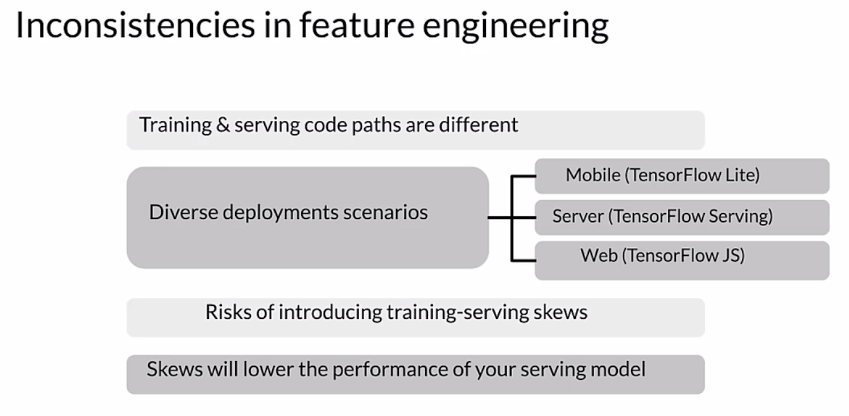 Inconsistencies in feature engineering
Training & serving code paths are different
Diverse deployments scenarios
Mobile (TensorFlow Lite)
Server (TensorFlow Serving)
Web (TensorFlow JS)
Risks of introducing training-serving skews
Skews will lower the performance of your serving model